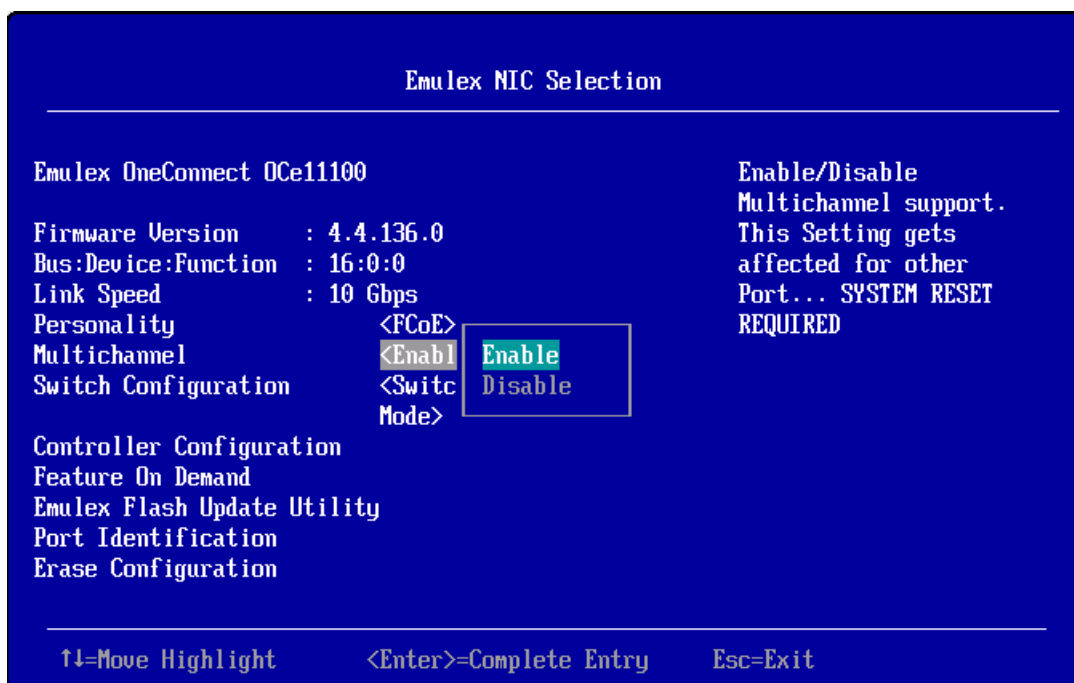 Emulex NIC Selection
Emulex OneConnect OCe11100
Enable/Disable
Multichannel support.
This Setting gets
affected for other
Port... SYSTEM RESET
REQUIRED
Firmware Version : 4.4.136.0
Bus:Device:Function : 16:0:0
Link Speed : 10 Gbps
Personality <FCoE>
Multichannel <Enabl
Switch Configuration <Switc
Mode>
Enable
Disable
Controller Configuration
Feature On Demand
Emulex Flash Update Utility
Port Identification
Erase Configuration
↑↓=Move Highlight <Enter>=Complete Entry Esc=Exit